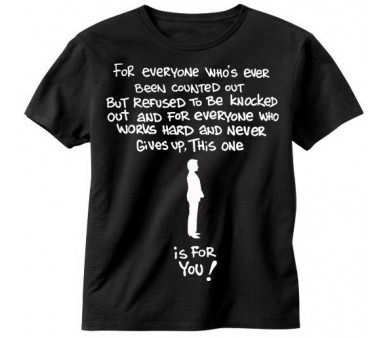 FOR EVERYONE WHO'S EVER
BEEN COUNTED OUT
BUT REFUSED TO BE KNOCKED
OUT AND FOR EVERYONE WHO
WORKS HARD AND NEVER
GIVES UP, THIS ONE
is FOR
YOU!